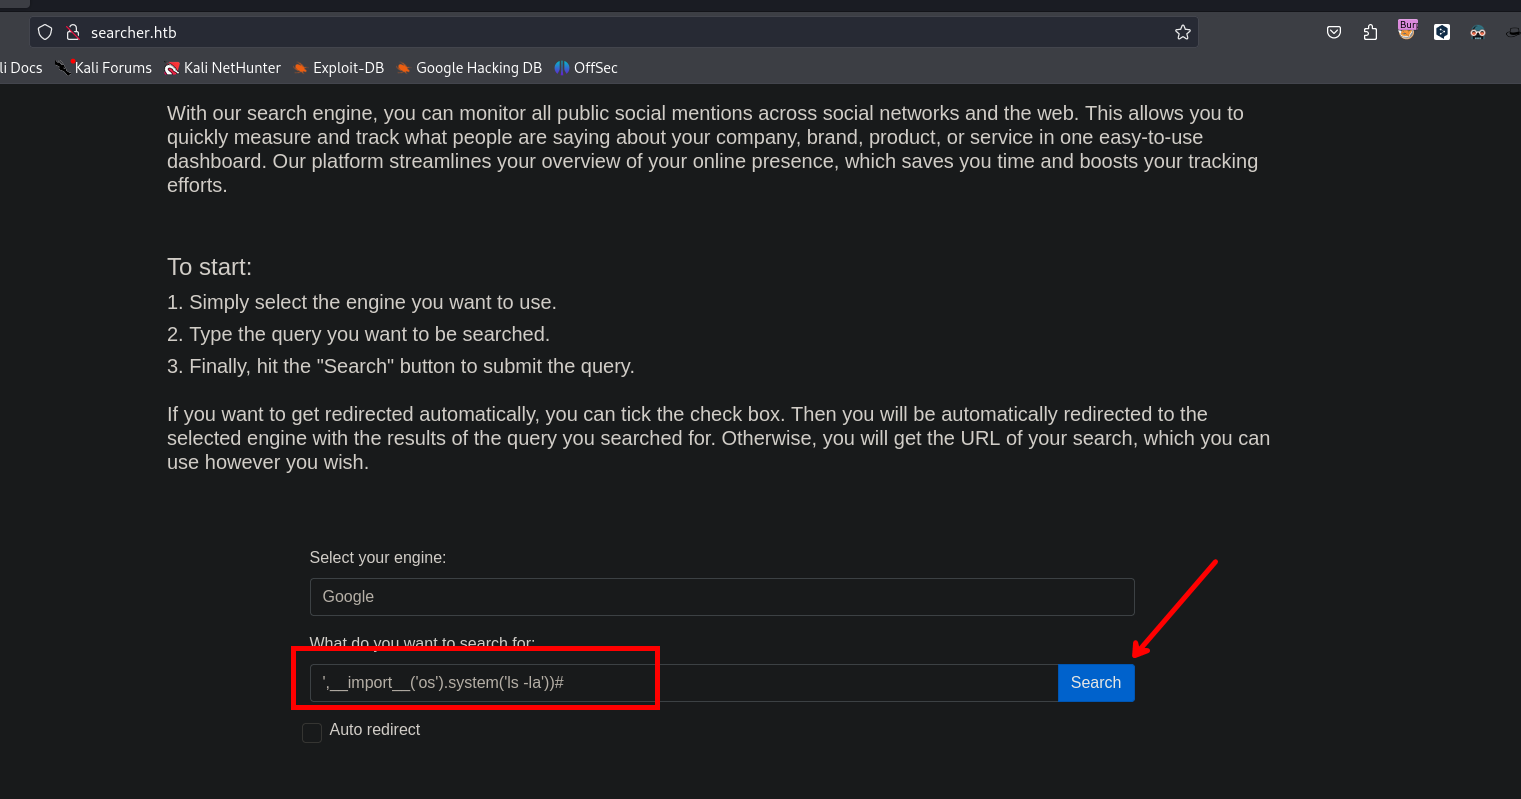 searcher.htb
Burr
li Docs Kali Forums Kali NetHunter Exploit-DB Google Hacking DB OffSec
With our search engine, you can monitor all public social mentions across social networks and the web. This allows you to
quickly measure and track what people are saying about your company, brand, product, or service in one easy-to-use
dashboard. Our platform streamlines your overview of your online presence, which saves you time and boosts your tracking
efforts.
To start:
1. Simply select the engine you want to use.
2. Type the query you want to be searched.
3. Finally, hit the "Search" button to submit the query.
If you want to get redirected automatically, you can tick the check box. Then you will be automatically redirected to the
selected engine with the results of the query you searched for. Otherwise, you will get the URL of your search, which you can
use however you wish.
Select your engine:
Google
What do you want to search for:
',__import__('os').system('ls -la'))#
Search
Auto redirect